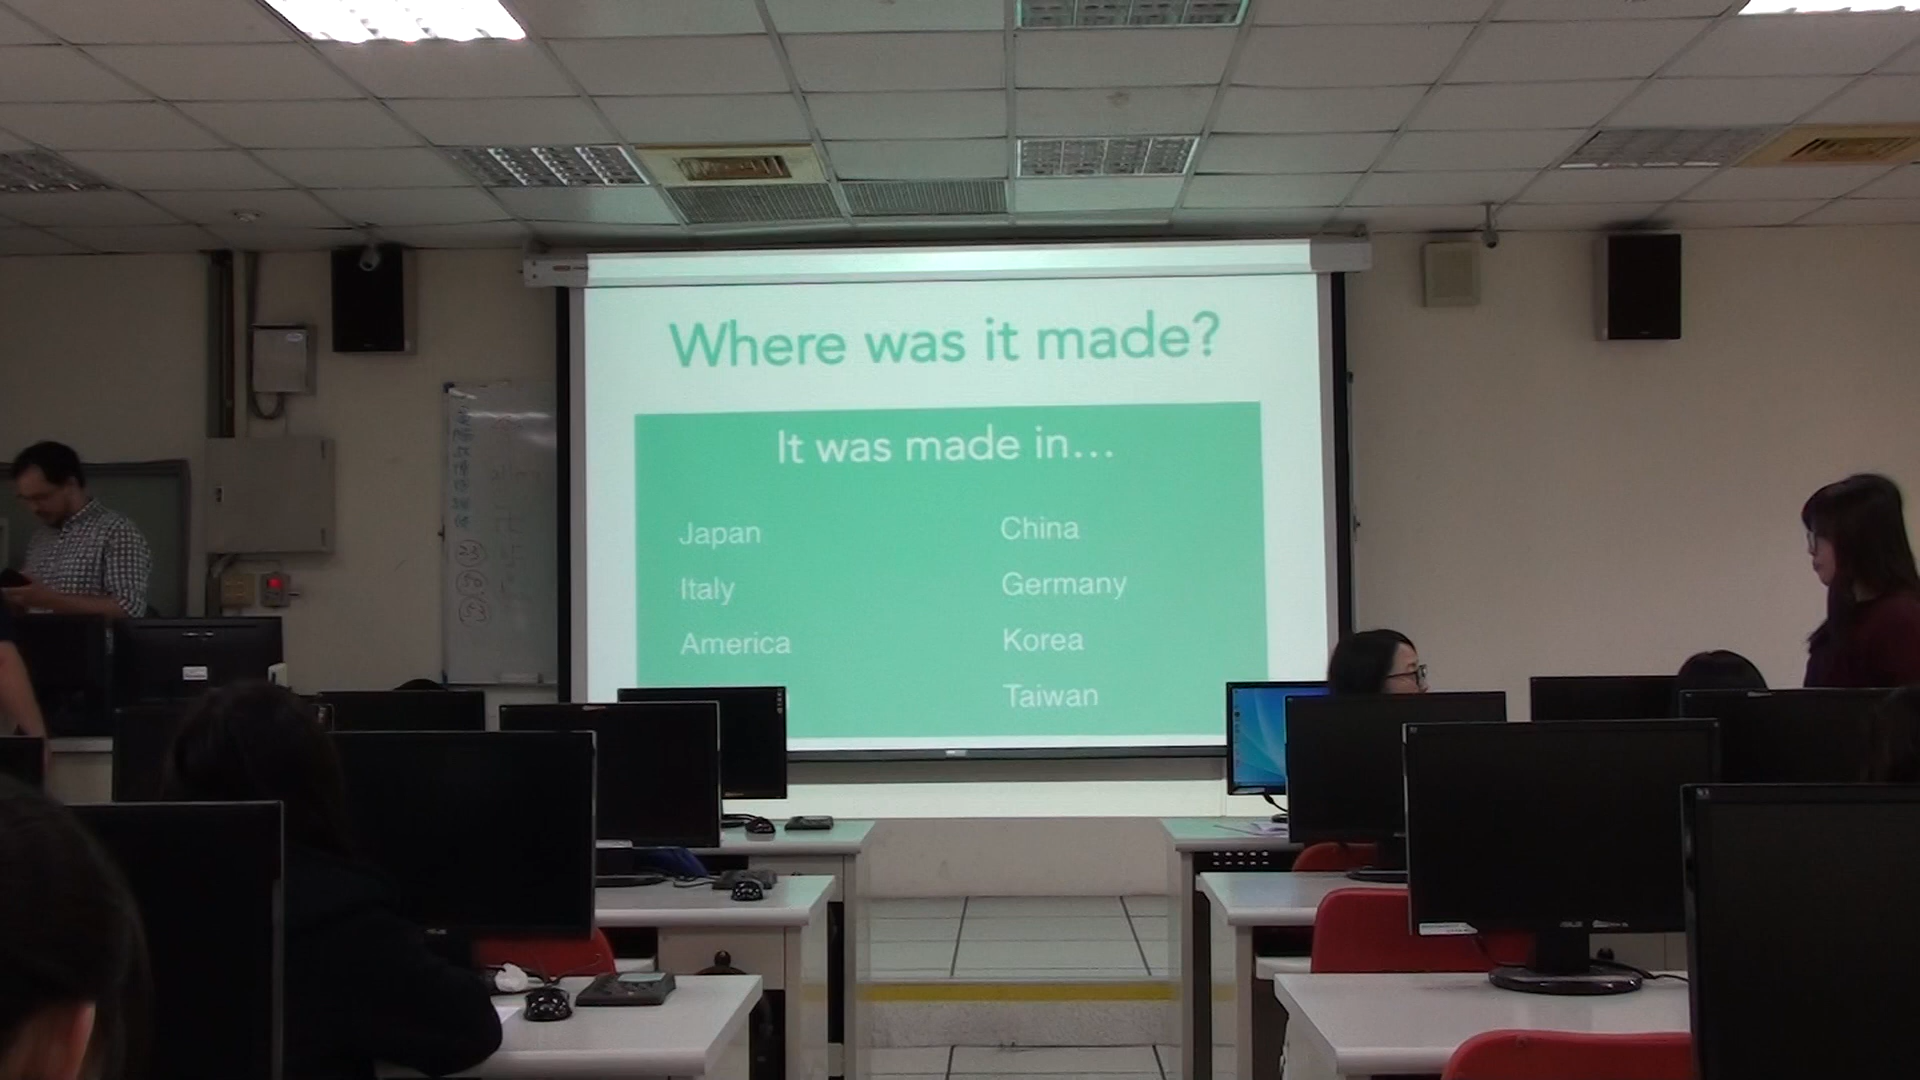 Where was it made?
It was made in...
Japan
China
Italy
Germany
America
Korea
Taiwan